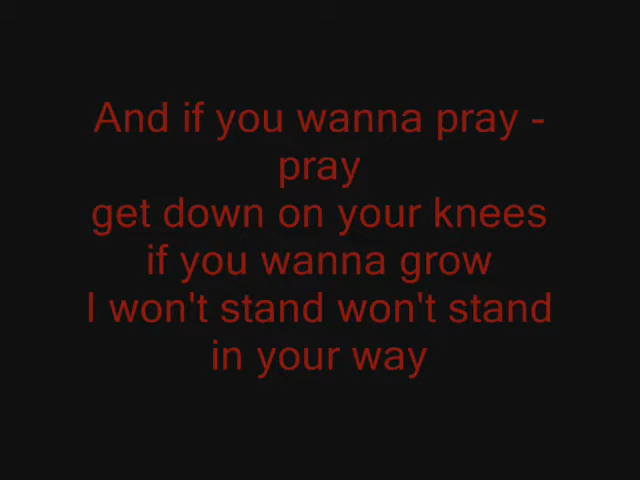 And if you wanna pray -
pray
get down on your knees
if you wanna grow
I won't stand won't stand
in your way